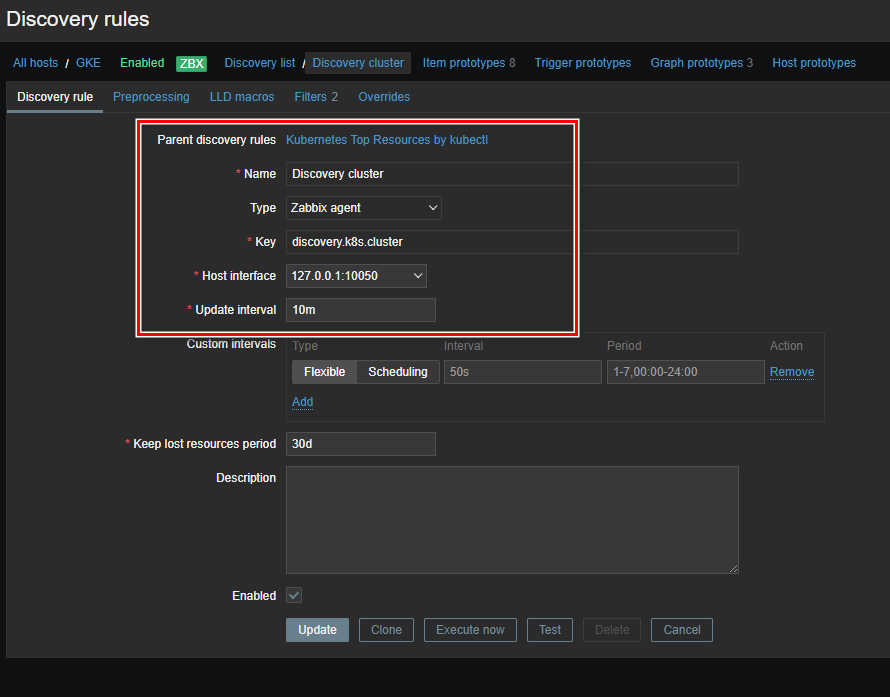 Discovery rules
All hosts / GKE Enabled ZBX Discovery list / Discovery cluster Item prototypes 8 Trigger prototypes Graph prototypes 3 Host prototypes
Discovery rule Preprocessing LLD macros Filters 2 Overrides
Parent discovery rules Kubernetes Top Resources by kubectl
* Name Discovery cluster
Type Zabbix agent
* Key discovery.k8s.cluster
* Host interface 127.0.0.1:10050
* Update interval 10m
Custom intervals Type Interval Period Action
Flexible Scheduling 50s 1-7,00:00-24:00 Remove
Add
* Keep lost resources period 30d
Description
Enabled
Update Clone Execute now Test Delete Cancel